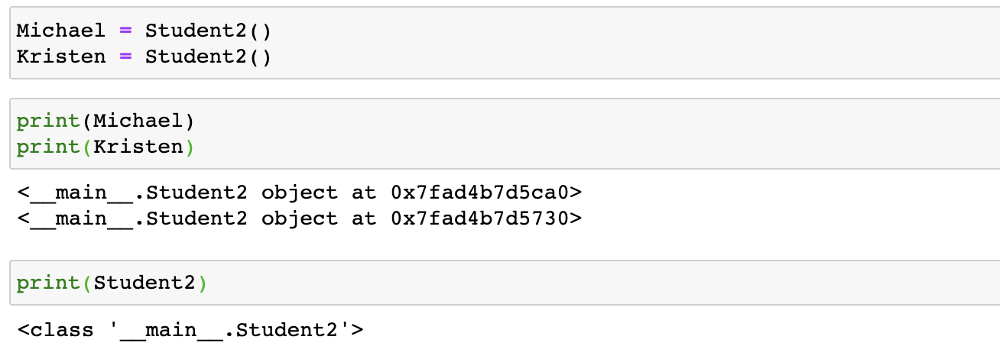 Michael = Student2()
Kristen = Student2()
print(Michael)
print(Kristen)
<__main__.Student2 object at 0x7fad4b7d5ca0>
<__main__.Student2 object at 0x7fad4b7d5730>
print(Student2)
<class '__main__.Student2'>